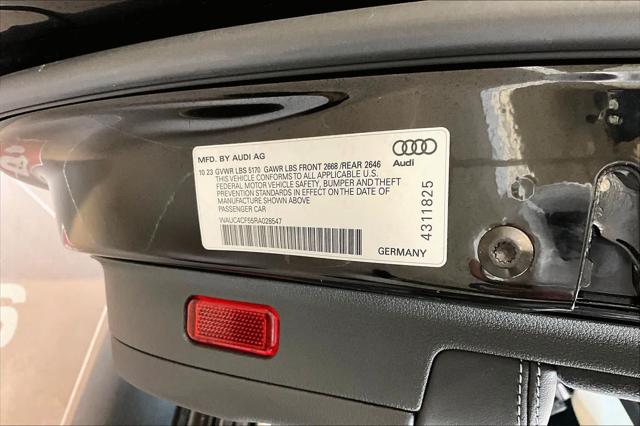 MFD. BY AUDI AG
Audi
10 23 GVWR LBS 5170 GAWR LBS FRONT 2668 /REAR 2646
THIS VEHICLE CONFORMS TO ALL APPLICABLE U.S.
FEDERAL MOTOR VEHICLE SAFETY, BUMPER AND THEFT
PREVENTION STANDARDS IN EFFECT ON THE DATE OF
MANUFACTURE SHOWN ABOVE
PASSENGER CAR
WAUC4CF55RA028547
GERMANY
4311825